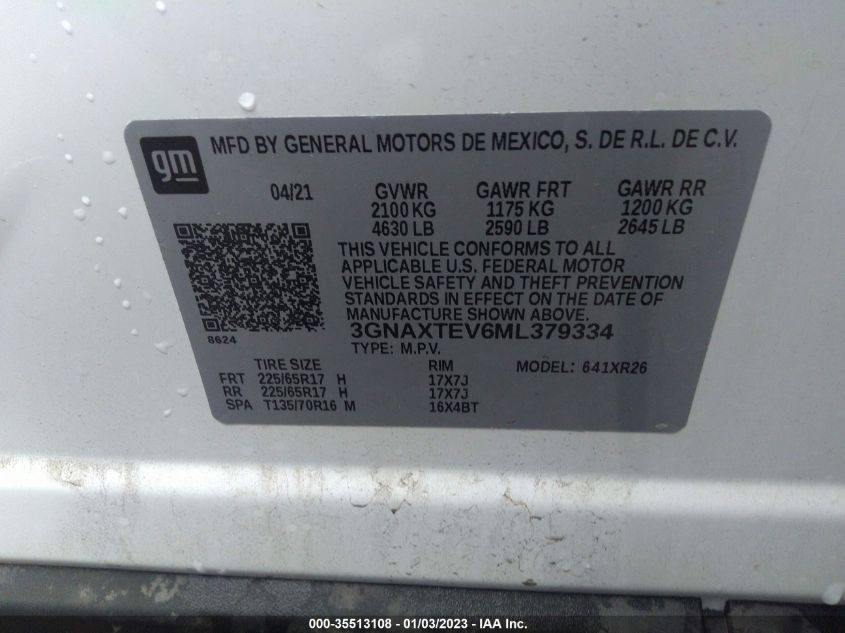 gm
MFD BY GENERAL MOTORS DE MEXICO, S. DE R.L. DE C.V.
04/21 GVWR GAWR FRT GAWR RR
2100 KG 1175 KG 1200 KG
4630 LB 2590 LB 2645 LB
THIS VEHICLE CONFORMS TO ALL
APPLICABLE U.S. FEDERAL MOTOR
VEHICLE SAFETY AND THEFT PREVENTION
STANDARDS IN EFFECT ON THE DATE OF
MANUFACTURE SHOWN ABOVE.
3GNAXTEV6ML379334
8624
TYPE: M.P.V.
TIRE SIZE RIM MODEL: 641XR26
FRT 225/65R17 H 17X7J
RR 225/65R17 H 17X7J
SPA T135/70R16 M 16X4BT
000-35513108 - 01/03/2023 - IAA Inc.